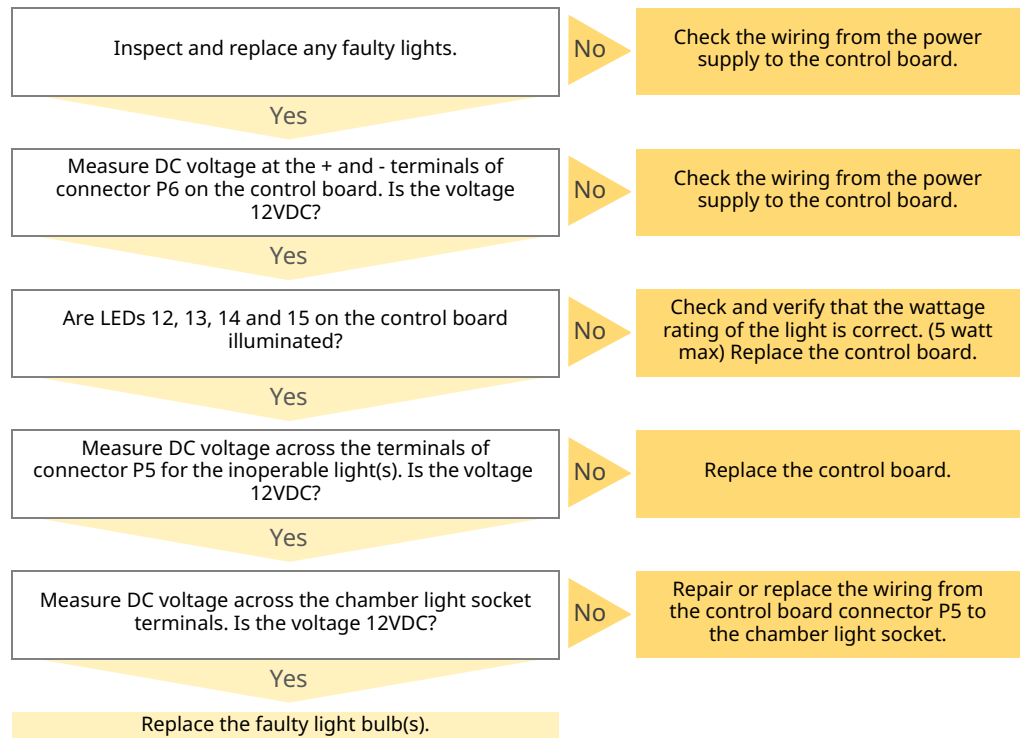 Inspect and replace any faulty lights.
No
Check the wiring from the power
supply to the control board.
Yes
Measure DC voltage at the + and - terminals of
connector P6 on the control board. Is the voltage
12VDC?
No
Check the wiring from the power
supply to the control board.
Yes
Are LEDs 12, 13, 14 and 15 on the control board
illuminated?
No
Check and verify that the wattage
rating of the light is correct. (5 watt
max) Replace the control board.
Yes
Measure DC voltage across the terminals of
connector P5 for the inoperable light(s). Is the voltage
12VDC?
No
Replace the control board.
Yes
Measure DC voltage across the chamber light socket
terminals. Is the voltage 12VDC?
No
Repair or replace the wiring from
the control board connector P5 to
the chamber light socket.
Yes
Replace the faulty light bulb(s).